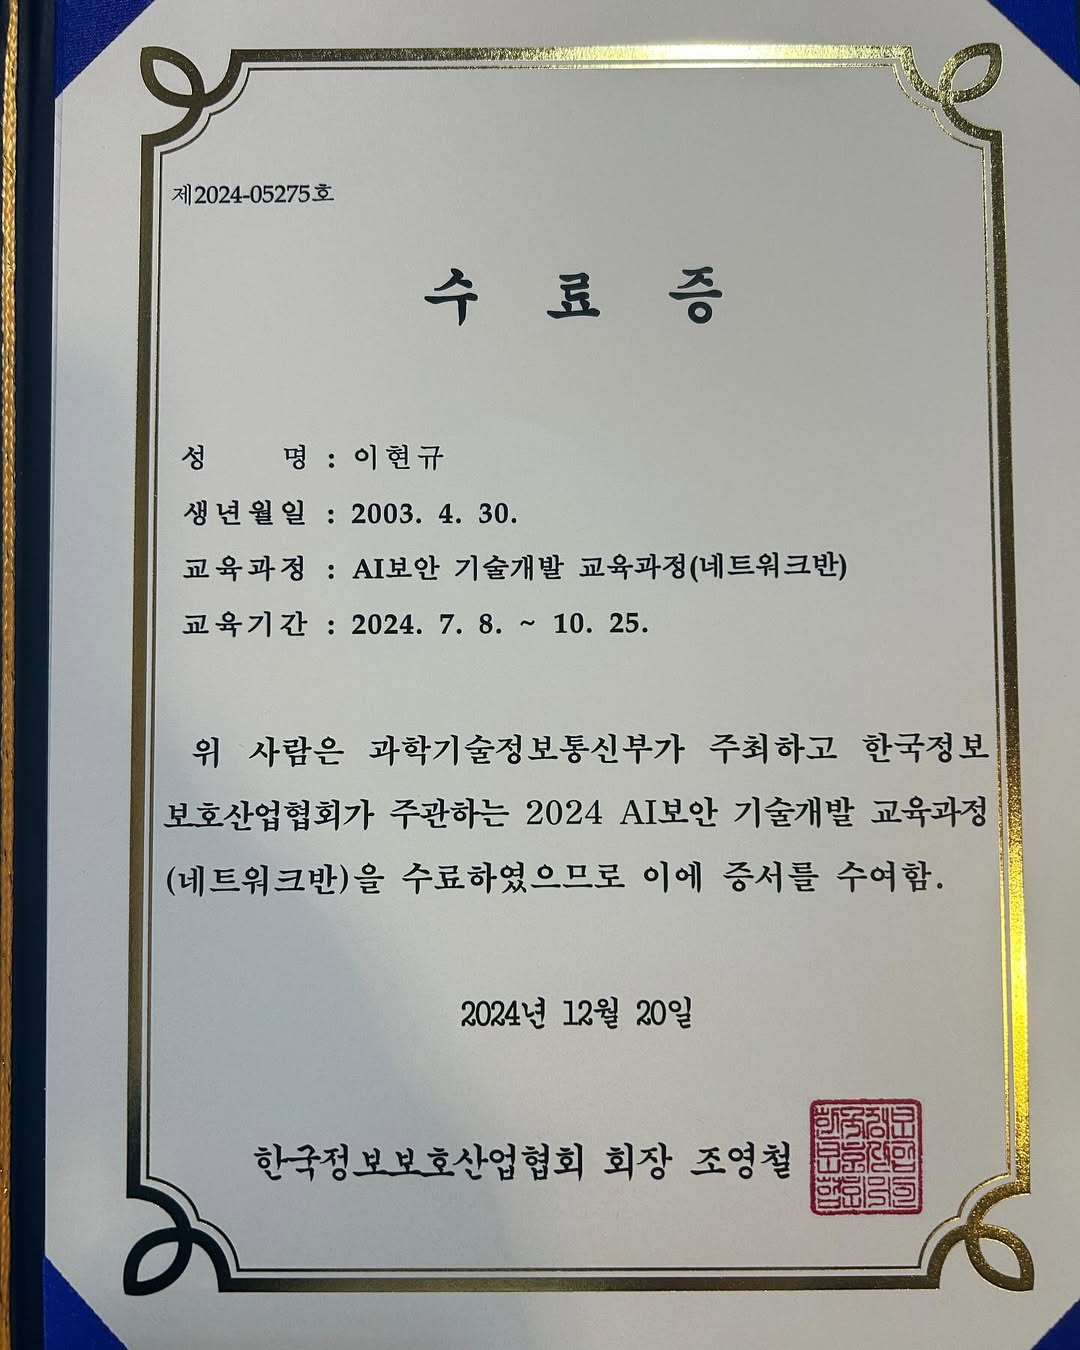 제2024-05275호
수 료 증
성 명 : 이현규
생년월일 : 2003. 4. 30.
교육과정 : AI보안 기술개발 교육과정(네트워크반)
교육기간 : 2024. 7. 8. ~ 10. 25.
위 사람은 과학기술정보통신부가 주최하고 한국정보
보호산업협회가 주관하는 2024 AI보안 기술개발 교육과정
(네트워크반)을 수료하였으므로 이에 증서를 수여함.
2024년 12월 20일
한국정보보호산업협회 회장 조영철